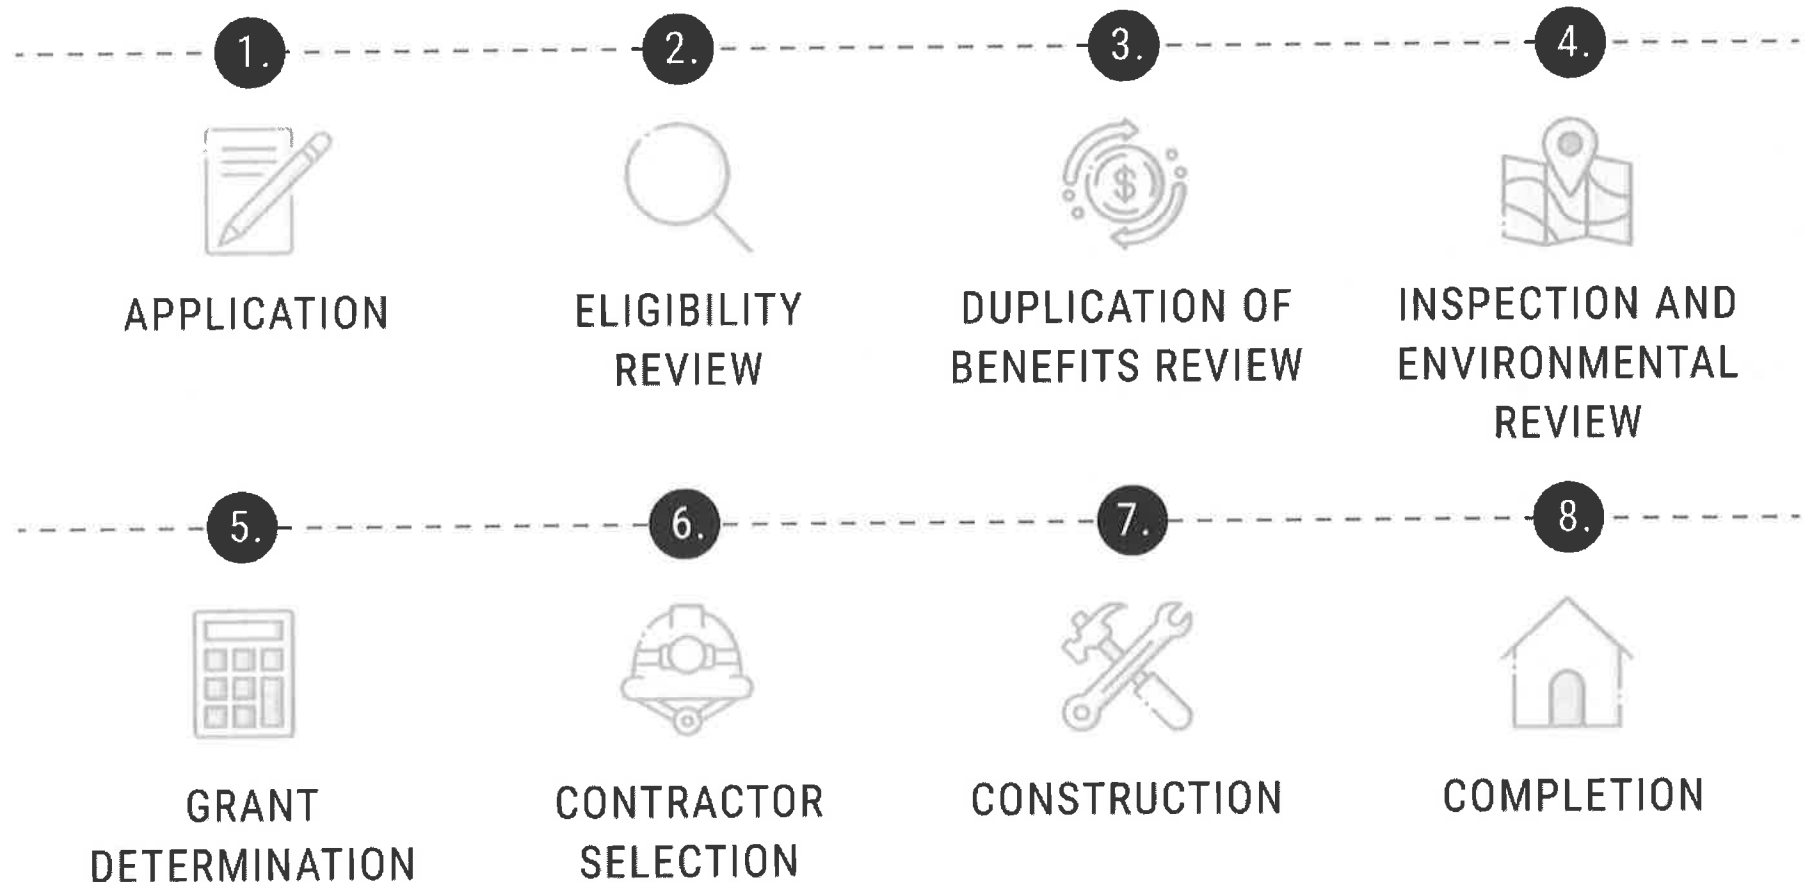 1.
2.
3.
4.
APPLICATION
ELIGIBILITY
REVIEW
DUPLICATION OF
BENEFITS REVIEW
INSPECTION AND
ENVIRONMENTAL
REVIEW
5.
6.
7.
8.
GRANT
DETERMINATION
CONTRACTOR
SELECTION
CONSTRUCTION
COMPLETION
$